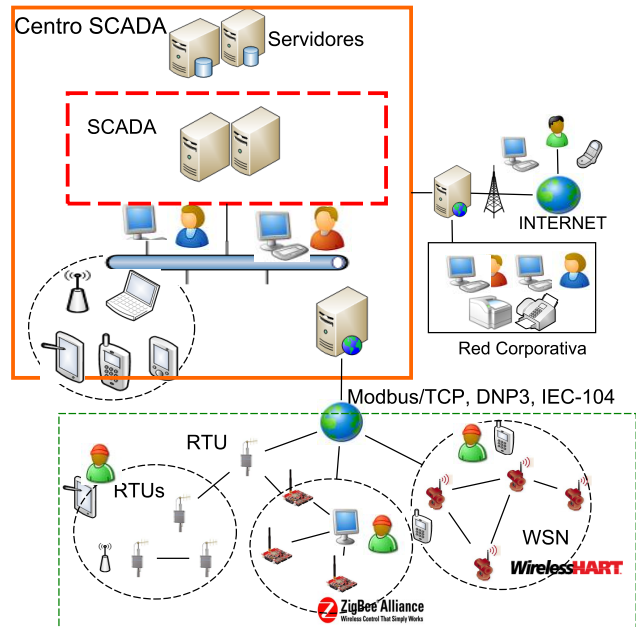 Centro SCADA
Servidores
SCADA
INTERNET
Red Corporativa
Modbus/TCP, DNP3, IEC-104
RTU
RTUs
WSN
WirelessHART
ZigBee Alliance
Wireless Control That Simply Works